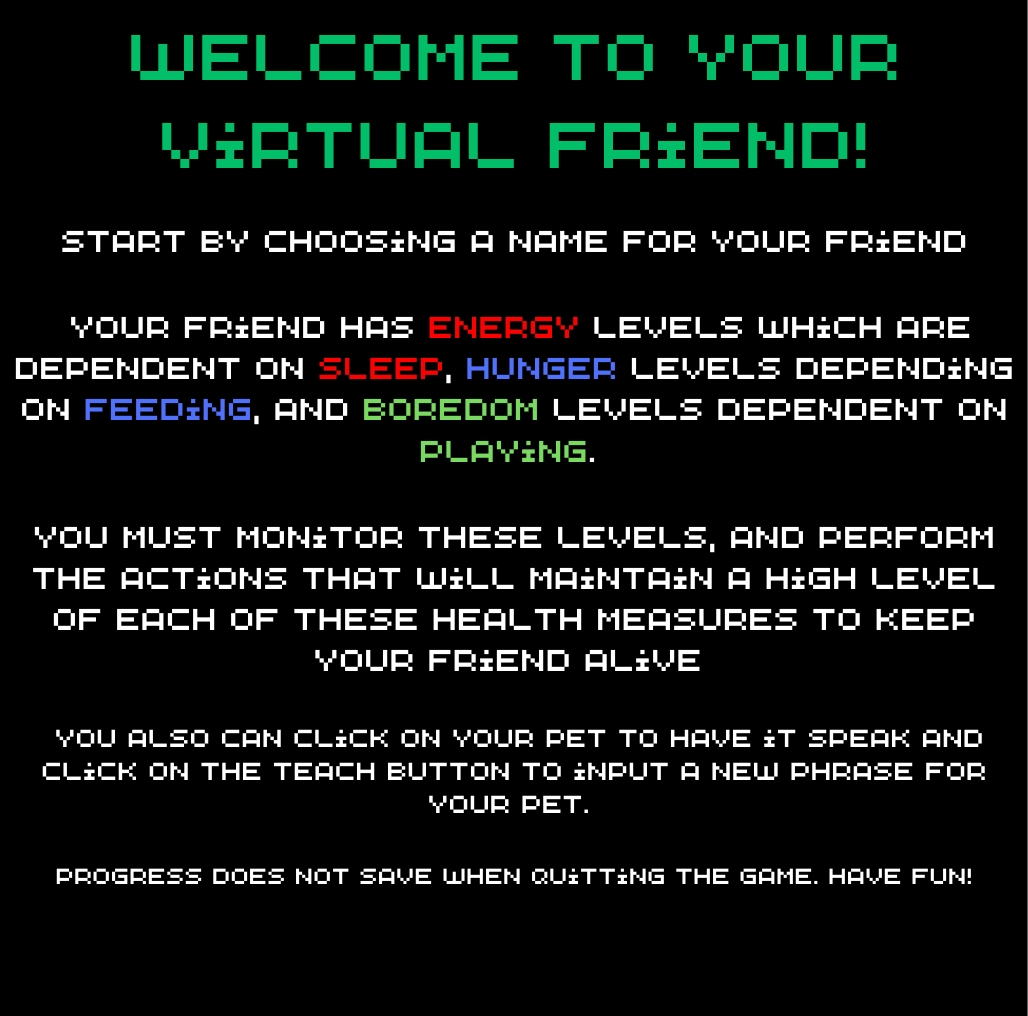 WELCOME TO YOUR
ViRTUAL FRiEND!
START BY CHOOSiNG A NAME FOR YOUR FRiEND
YOUR FRiEND HAS ENERGY LEVELS WHiCH ARE
DEPENDENT ON SLEEP, HUNGER LEVELS DEPENDiNG
ON FEEDiNG, AND BOREDOM LEVELS DEPENDENT ON
PLAYiNG.
YOU MUST MONiTOR THESE LEVELS, AND PERFORM
THE ACTiONS THAT WiLL MAiNTAiN A HiGH LEVEL
OF EACH OF THESE HEALTH MEASURES TO KEEP
YOUR FRiEND ALiVE
YOU ALSO CAN CLiCK ON YOUR PET TO HAVE iT SPEAK AND
CLiCK ON THE TEACH BUTTON TO iNPUT A NEW PHRASE FOR
YOUR PET.
PROGRESS DOES NOT SAVE WHEN QUiTTiNG THE GAME. HAVE FUN!